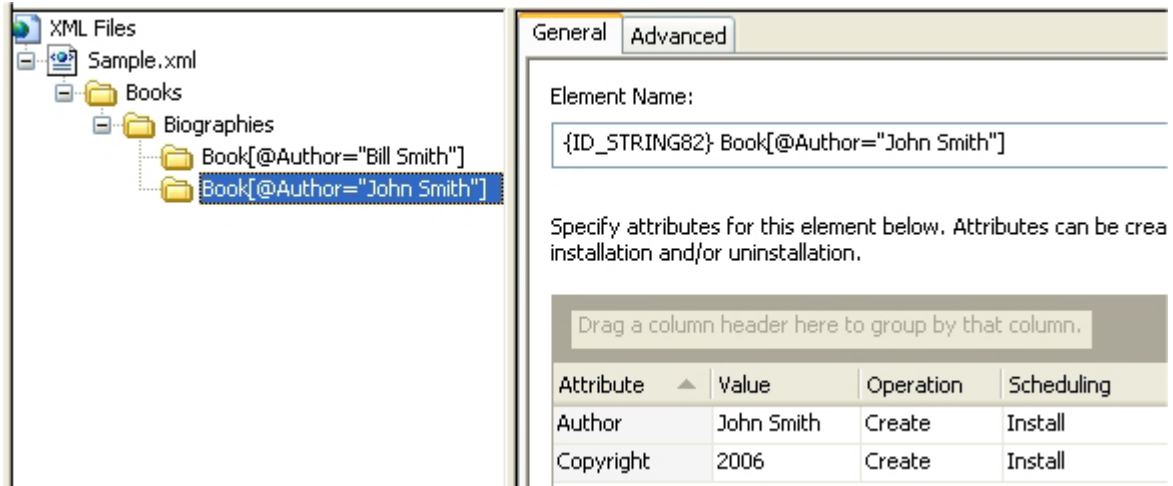 XML Files
Sample.xml
Books
Biographies
Book[@Author="Bill Smith"]
Book[@Author="John Smith"]
General Advanced
Element Name:
{ID_STRING82} Book[@Author="John Smith"]
Specify attributes for this element below. Attributes can be crea
installation and/or uninstallation.
Drag a column header here to group by that column.
Attribute Value Operation Scheduling
Author John Smith Create Install
Copyright 2006 Create Install